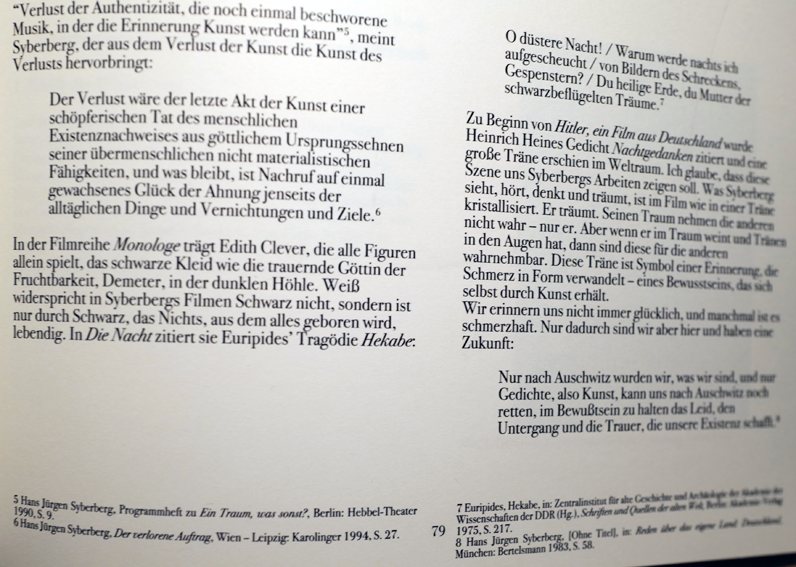 “Verlust der Authentizität, die noch einmal beschworene
Musik, in der die Erinnerung Kunst werden kann”⁵, meint
Syberberg, der aus dem Verlust der Kunst die Kunst des
Verlusts hervorbringt:
Der Verlust wäre der letzte Akt der Kunst einer
schöpferischen Tat des menschlichen
Existenznachweises aus göttlichem Ursprungssehnen
seiner übermenschlichen nicht materialistischen
Fähigkeiten, und was bleibt, ist Nachruf auf einmal
gewachsenes Glück der Ahnung jenseits der
alltäglichen Dinge und Vernichtungen und Ziele.⁶
In der Filmreihe Monologe trägt Edith Clever, die alle Figuren
allein spielt, das schwarze Kleid wie die trauernde Göttin der
Fruchtbarkeit, Demeter, in der dunklen Höhle. Weiß
widerspricht in Syberbergs Filmen Schwarz nicht, sondern ist
nur durch Schwarz, das Nichts, aus dem alles geboren wird,
lebendig. In Die Nacht zitiert sie Euripides’ Tragödie Hekabe:
5 Hans Jürgen Syberberg, Programmheft zu Ein Traum, was sonst?, Berlin: Hebbel-Theater
1990, S. 9.
6 Hans Jürgen Syberberg, Der verlorene Auftrag, Wien – Leipzig: Karolinger 1994, S. 27.
79
O düstere Nacht! / Warum werde nachts ich
aufgescheucht / von Bildern des Schreckens,
Gespenstern? / Du heilige Erde, du Mutter der
schwarzbeflügelten Träume.⁷
Zu Beginn von Hitler, ein Film aus Deutschland wurde
Heinrich Heines Gedicht Nachtgedanken zitiert und eine
große Träne erschien im Weltraum. Ich glaube, dass diese
Szene uns Syberbergs Arbeiten zeigen soll. Was Syberberg
sieht, hört, denkt und träumt, ist im Film wie in einer Träne
kristallisiert. Er träumt. Seinen Traum nehmen die anderen
nicht wahr – nur er. Aber wenn er im Traum weint und Tränen
in den Augen hat, dann sind diese für die anderen
wahrnehmbar. Diese Träne ist Symbol einer Erinnerung, die
Schmerz in Form verwandelt – eines Bewusstseins, das sich
selbst durch Kunst erhält.
Wir erinnern uns nicht immer glücklich, und manchmal ist es
schmerzhaft. Nur dadurch sind wir aber hier und haben eine
Zukunft:
Nur nach Auschwitz wurden wir, was wir sind, und nur
Gedichte, also Kunst, kann uns nach Auschwitz noch
retten, im Bewußtsein zu halten das Leid, den
Untergang und die Trauer, die unsere Existenz schafft.⁸
7 Euripides, Hekabe, in: Zentralinstitut für alte Geschichte und Archäologie der Akademie der
Wissenschaften der DDR (Hg.), Schriften und Quellen der alten Welt, Berlin: Akademie-Verlag
1975, S. 217.
8 Hans Jürgen Syberberg, [Ohne Titel], in: Reden über das eigene Land: Deutschland,
München: Bertelsmann 1983, S. 58.